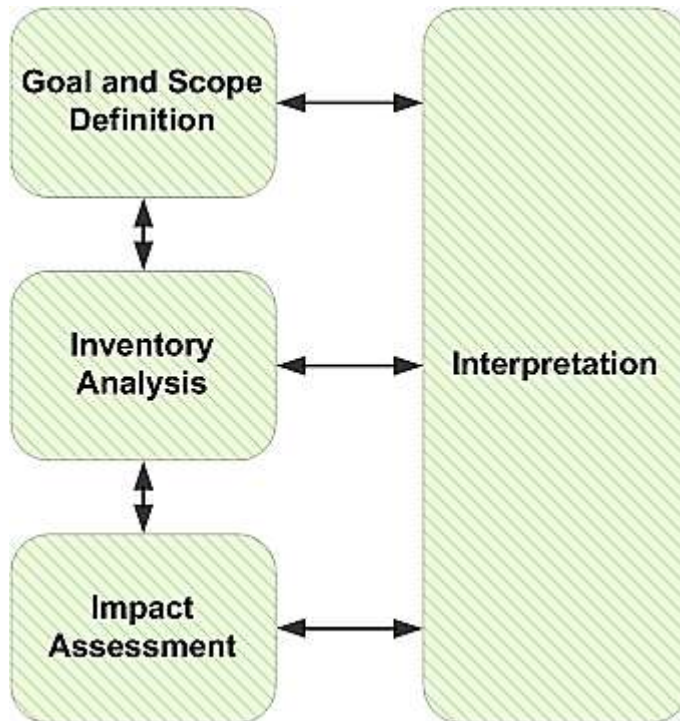 Goal and Scope
Definition
Inventory
Analysis
Interpretation
Impact
Assessment